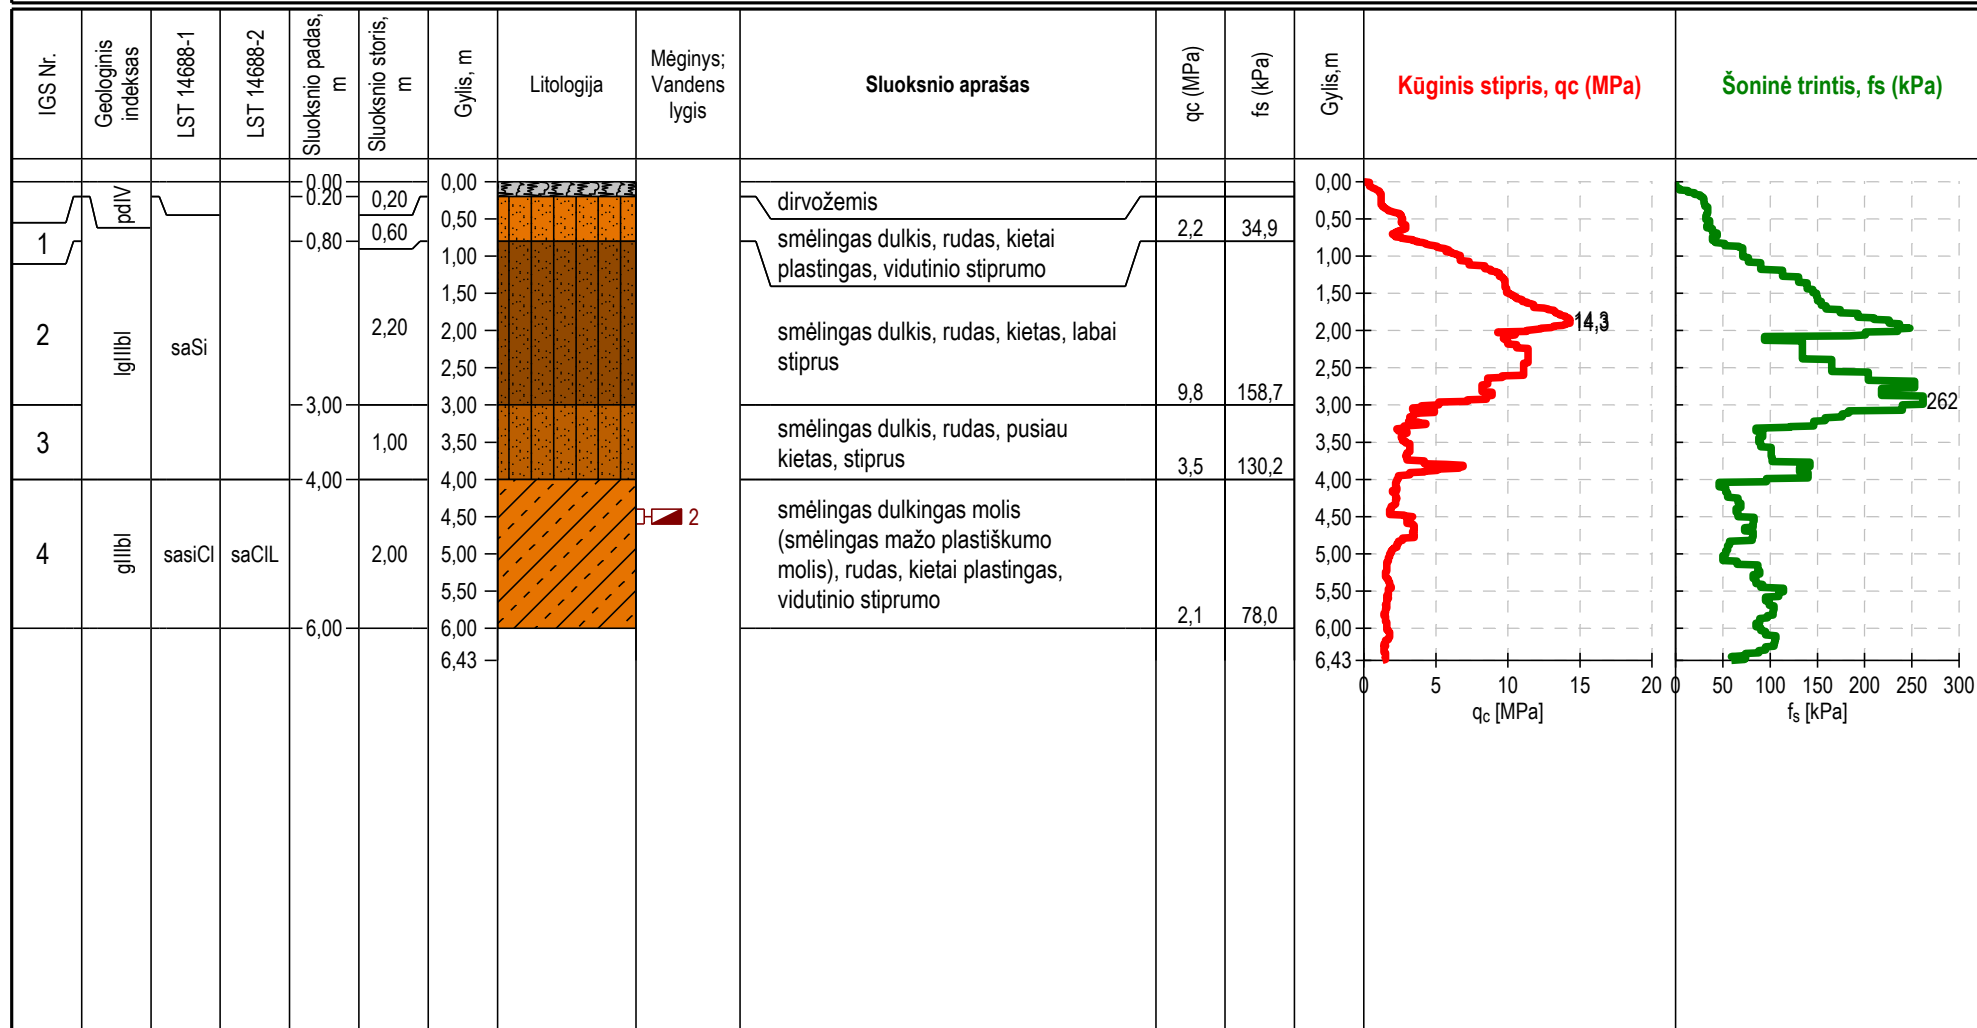 IGS Nr.
Geologinis
indeksas
LST 14688-1
LST 14688-2
Sluoksnio padas,
m
Sluoksnio storis,
m
Gylis, m
Litologija
Mėginys;
Vandens
lygis
Sluoksnio aprašas
qc (MPa)
fs (kPa)
Gylis,m
Kūginis stipris, qc (MPa)
Šoninė trintis, fs (kPa)
1
2
3
4
pdIV
lgIIbl
gIIbl
saSi
sasiCl
saClL
0.00
0.20
0.80
3.00
4,00
6,00
0,20
0,60
2,20
1,00
2,00
0,00
0,50
1,00
1,50
2,00
2,50
3,00
3,50
4,00
4,50
5,00
5,50
6,00
6,43
2
dirvožemis
smėlingas dulkis, rudas, kietai
plastingas, vidutinio stiprumo
2,2 34,9
smėlingas dulkis, rudas, kietas, labai
stiprus
9,8 158,7
smėlingas dulkis, rudas, pusiau
kietas, stiprus
3,5 130,2
smėlingas dulkingas molis
(smėlingas mažo plastiškumo
molis), rudas, kietai plastingas,
vidutinio stiprumo
2,1 78,0
0,00
0,50
1,00
1,50
2,00
2,50
3,00
3,50
4,00
4,50
5,00
5,50
6,00
6,43
14,3
14,3
0 5 10 15 20
qc [MPa]
262
0 50 100 150 200 250 300
fs [kPa]